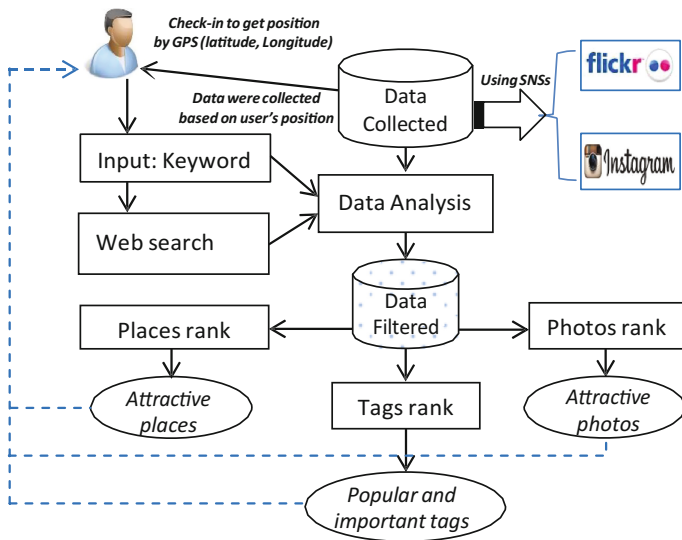 Check-in to get position
by GPS (latitude, Longitude)
Data were collected
based on user's position
Data
Collected
Using SNSs
flickr
Instagram
Input: Keyword
Web search
Data Analysis
Data
Filtered
Places rank
Photos rank
Tags rank
Attractive
places
Attractive
photos
Popular and
important tags